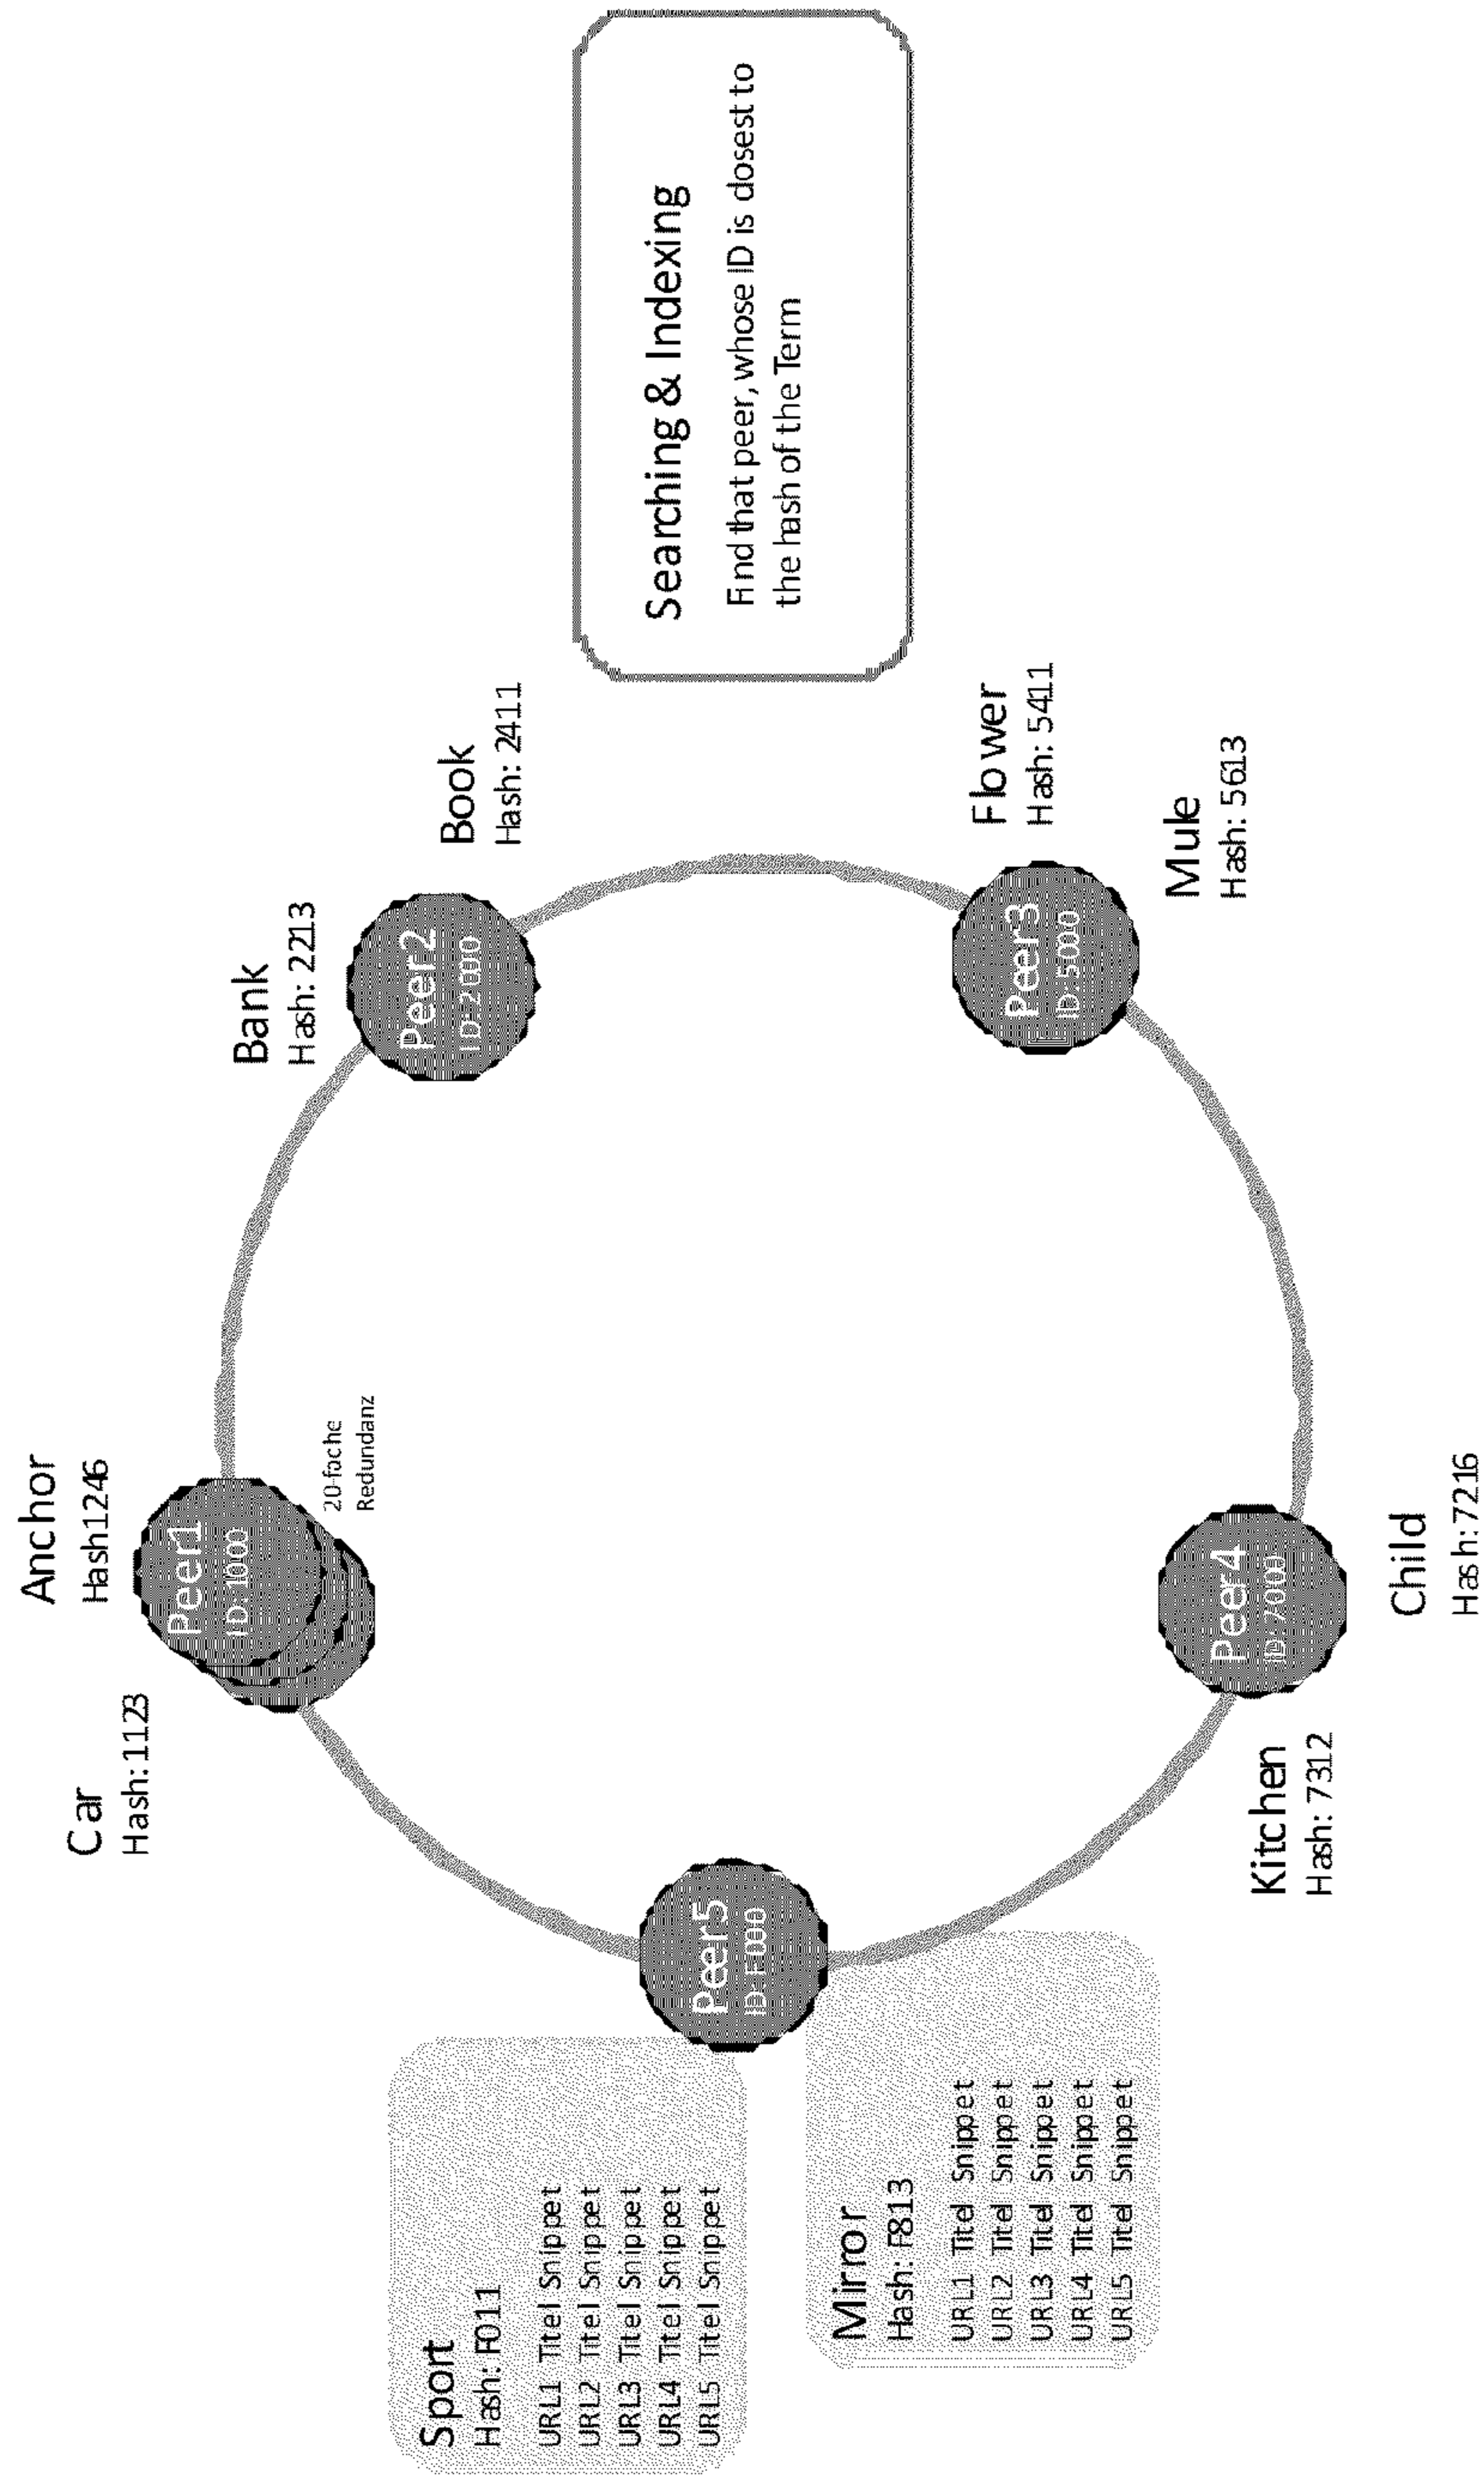 Anchor
Hash1246
Car
Hash:1123
Peer1
ID: 1000
20-fache
Redundanz
Bank
Hash: 2213
Peer2
ID: 2000
Book
Hash: 2411
Searching & Indexing
Find that peer, whose ID is closest to
the hash of the Term
Sport
Hash: F011
URL1 Titel Snippet
URL2 Titel Snippet
URL3 Titel Snippet
URL4 Titel Snippet
URL5 Titel Snippet
Peer5
ID: F000
Mirror
Hash: F813
URL1 Titel Snippet
URL2 Titel Snippet
URL3 Titel Snippet
URL4 Titel Snippet
URL5 Titel Snippet
Flower
Hash: 5411
Peer3
ID: 5000
Mule
Hash: 5613
Peer4
ID: 7000
Kitchen
Hash: 7312
Child
Hash: 7216